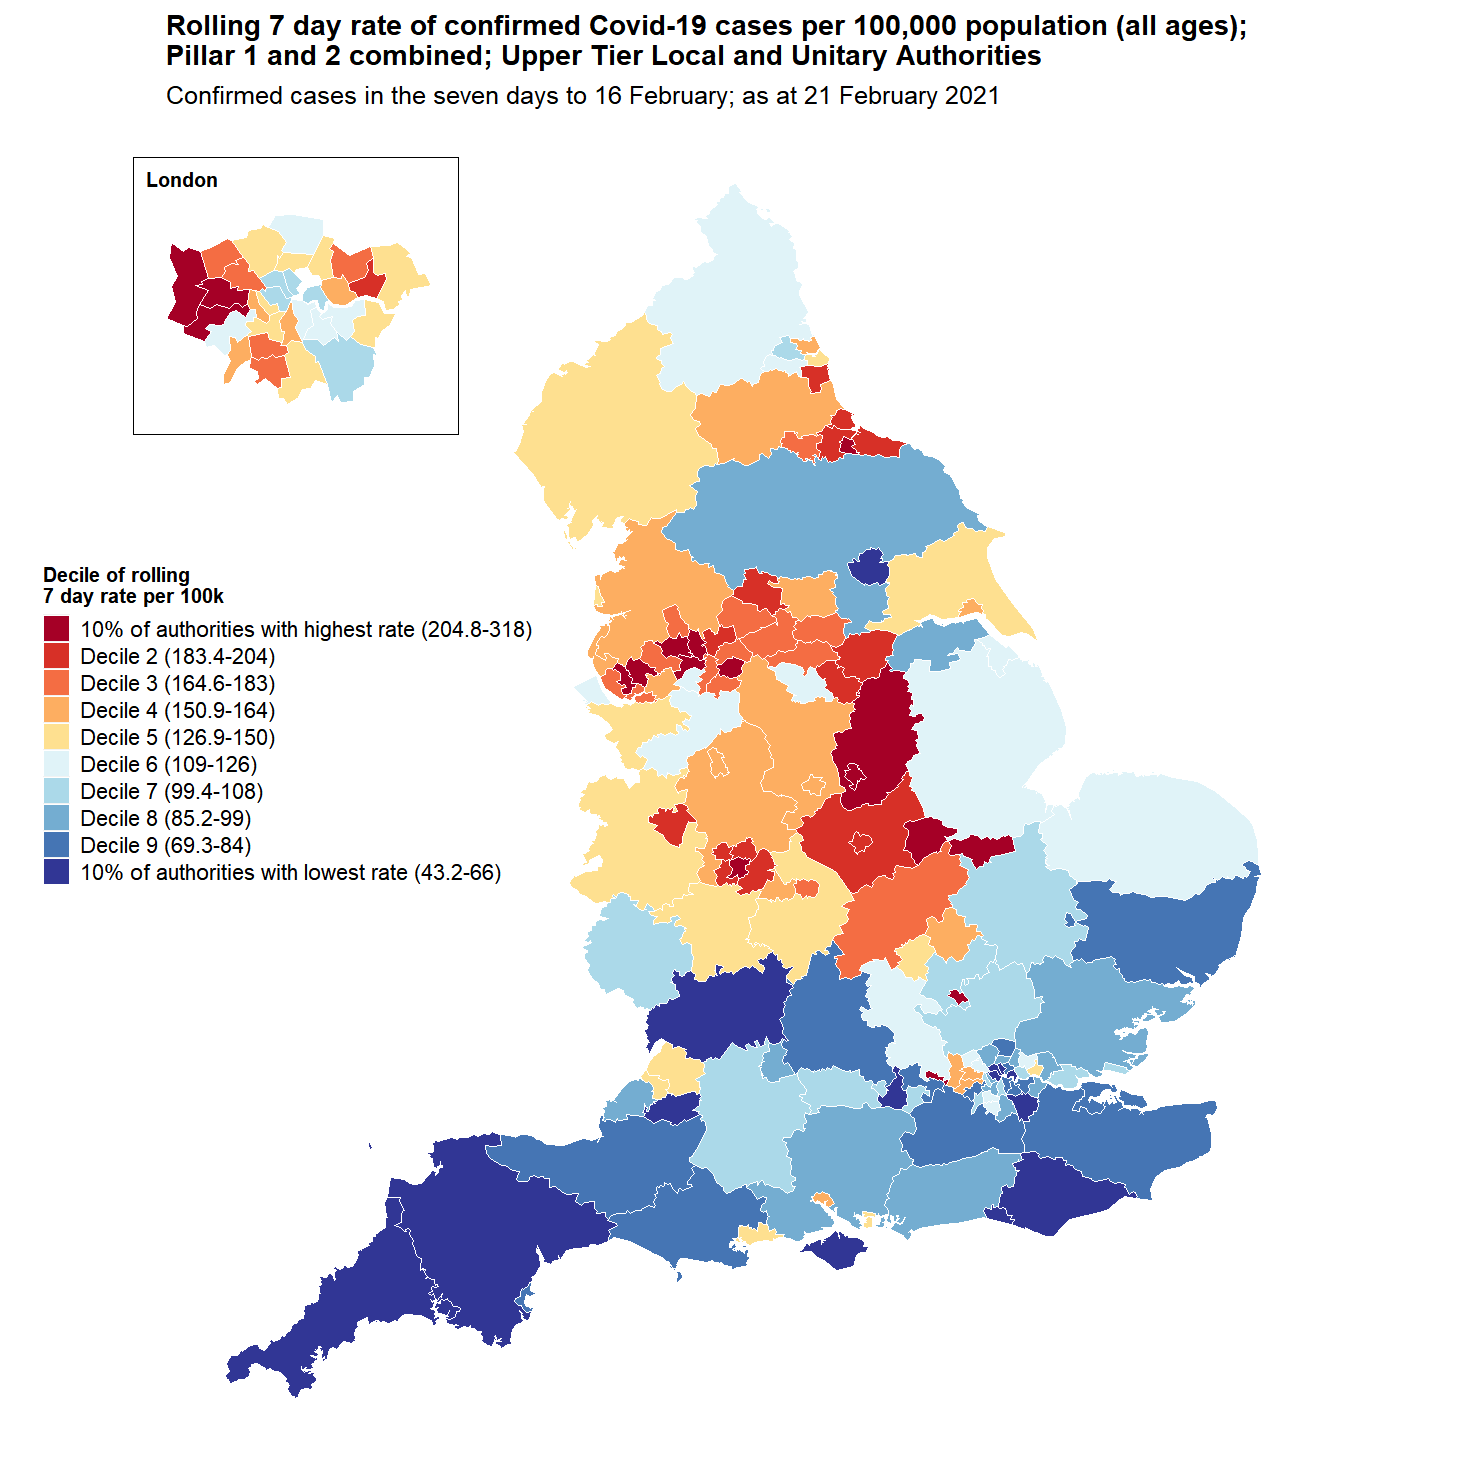 Rolling 7 day rate of confirmed Covid-19 cases per 100,000 population (all ages);
Pillar 1 and 2 combined; Upper Tier Local and Unitary Authorities
Confirmed cases in the seven days to 16 February; as at 21 February 2021
London
Decile of rolling
7 day rate per 100k
10% of authorities with highest rate (204.8-318)
Decile 2 (183.4-204)
Decile 3 (164.6-183)
Decile 4 (150.9-164)
Decile 5 (126.9-150)
Decile 6 (109-126)
Decile 7 (99.4-108)
Decile 8 (85.2-99)
Decile 9 (69.3-84)
10% of authorities with lowest rate (43.2-66)